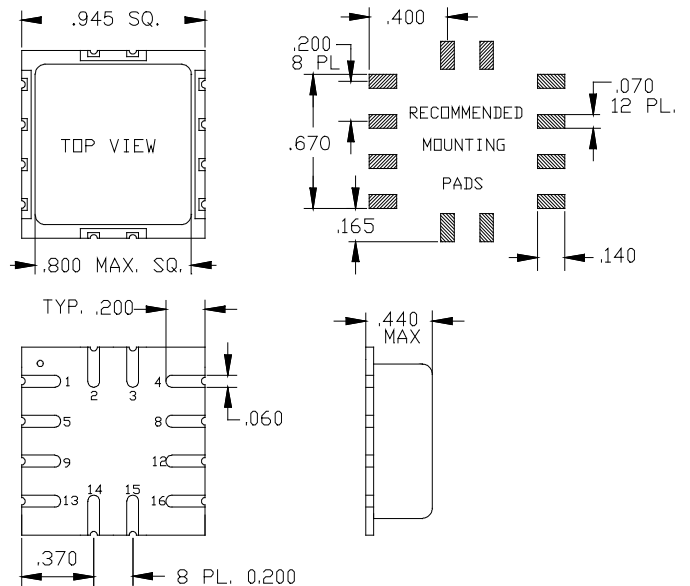 .945 SQ.
TOP VIEW
.800 MAX. SQ.
.400
.200
8 PL
.670
.165
RECOMMENDED
MOUNTING
PADS
.070
12 PL.
.140
TYP. .200
1
2
3
4
5
8
9
12
13
14
15
16
.060
.370
8 PL. 0.200
.440
MAX